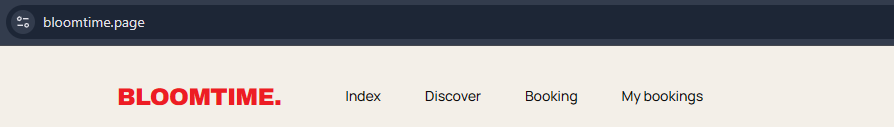 bloomtime.page
BLOOMTIME. Index Discover Booking My bookings